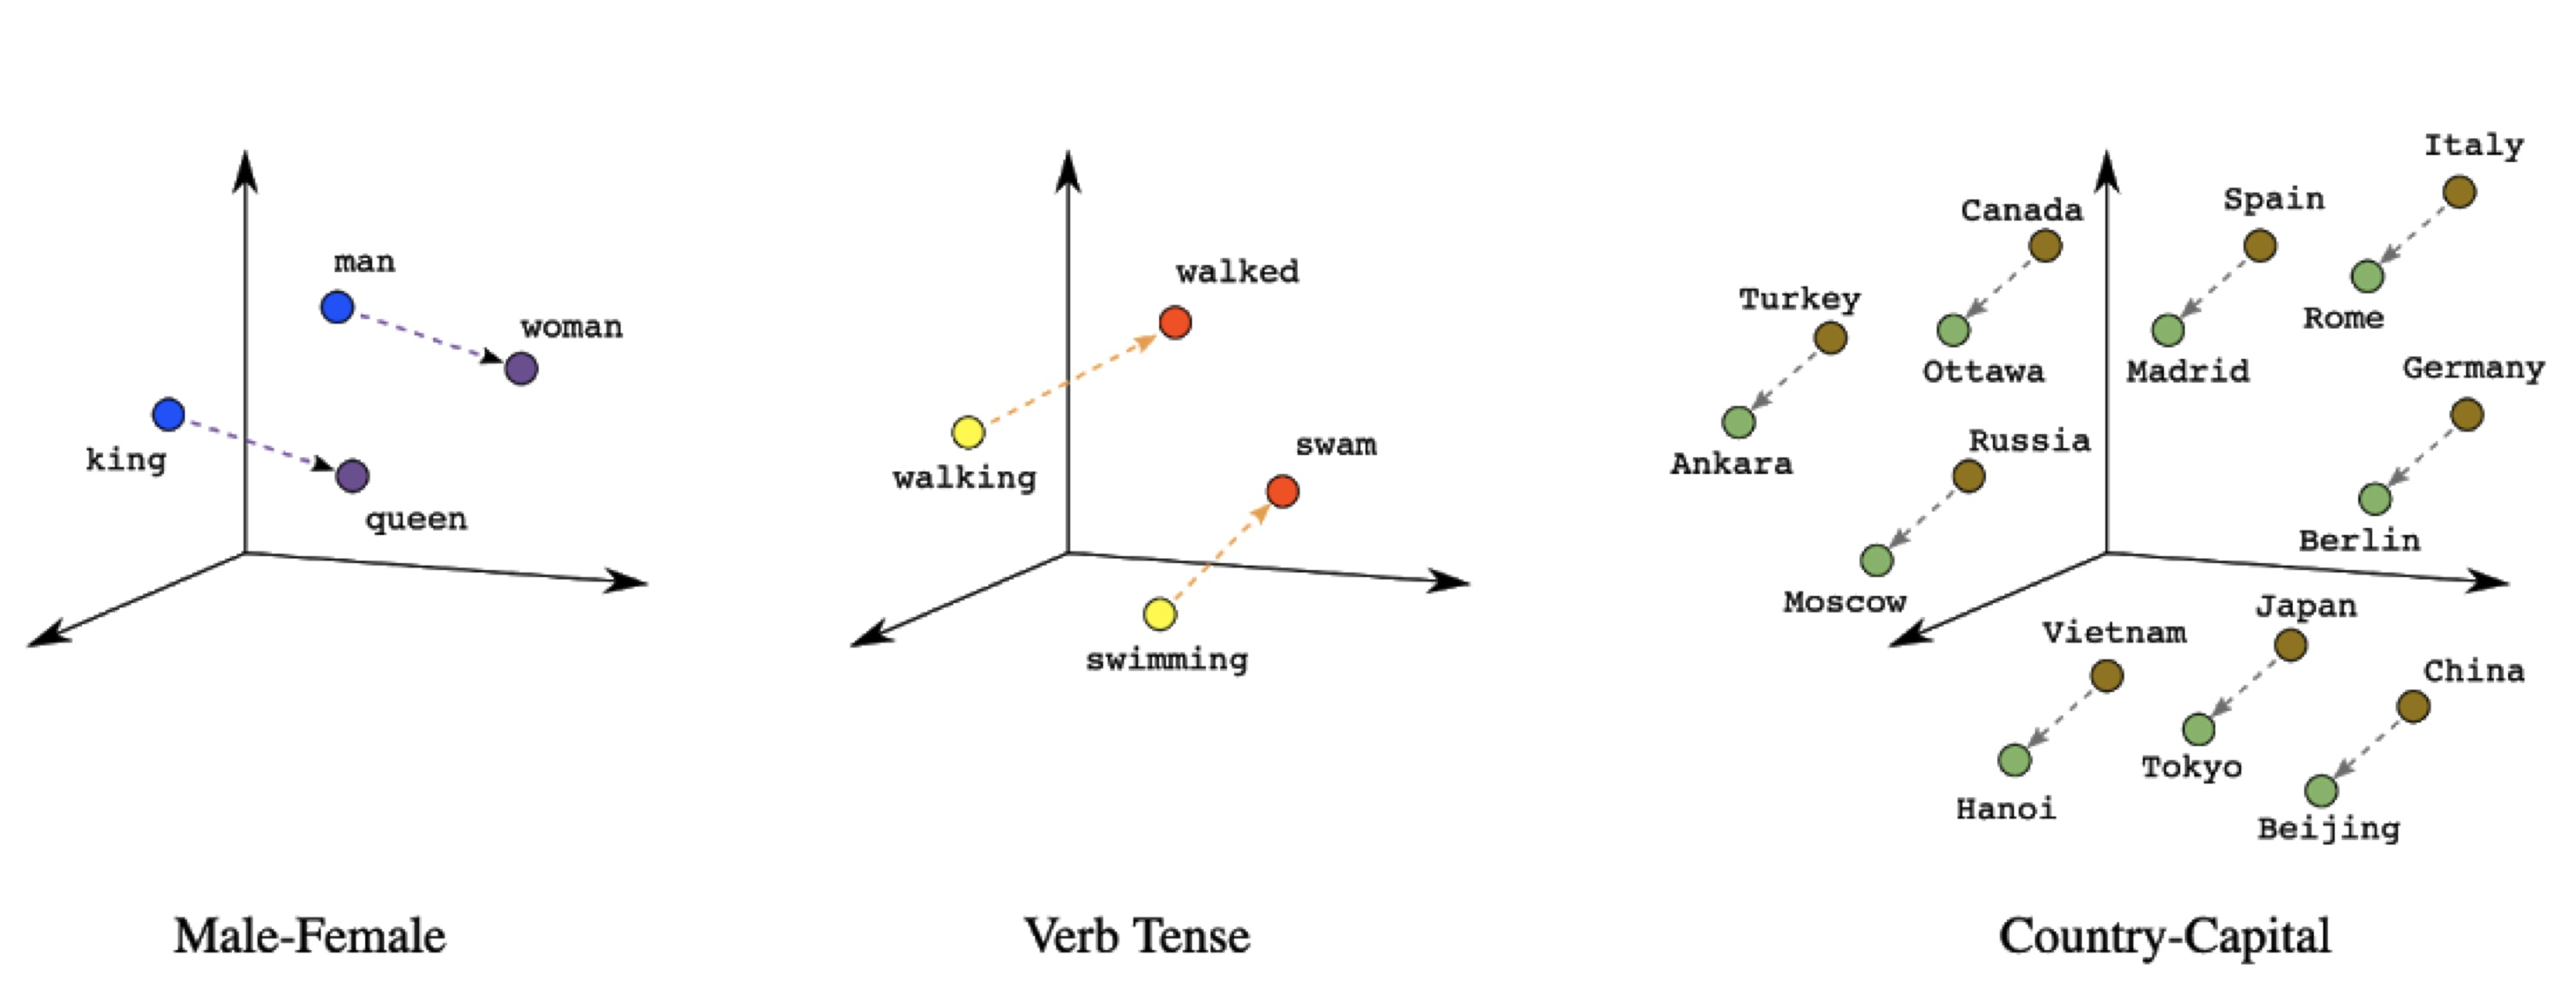 man
woman
king
queen
Male-Female
walked
walking
swam
swimming
Verb Tense
Italy
Spain
Canada
Turkey
Rome
Ottawa
Madrid
Germany
Ankara
Russia
Berlin
Moscow
Japan
Vietnam
China
Tokyo
Hanoi
Beijing
Country-Capital